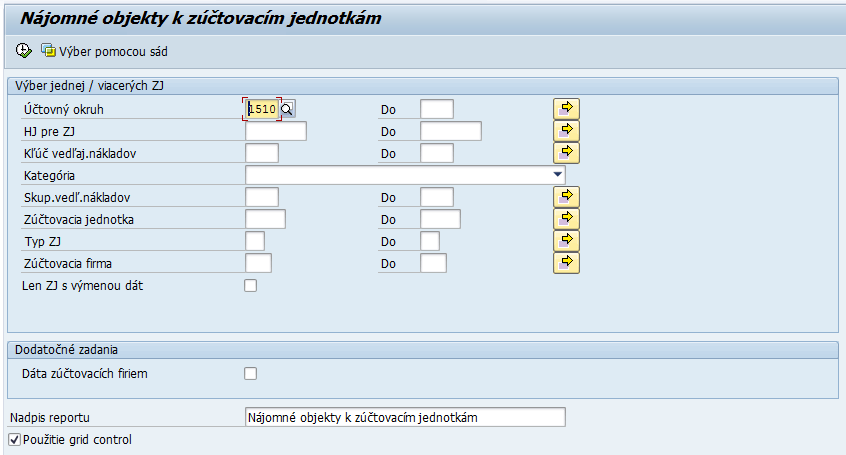 Nájomné objekty k zúčtovacím jednotkám
Výber pomocou sád
Výber jednej / viacerých ZJ
Účtovný okruh 1510 Do
HJ pre ZJ Do
Kľúč vedľaj.nákladov Do
Kategória
Skup.vedľ.nákladov Do
Zúčtovacia jednotka Do
Typ ZJ Do
Zúčtovacia firma Do
Len ZJ s výmenou dát
Dodatočné zadania
Dáta zúčtovacích firiem
Nadpis reportu Nájomné objekty k zúčtovacím jednotkám
Použitie grid control